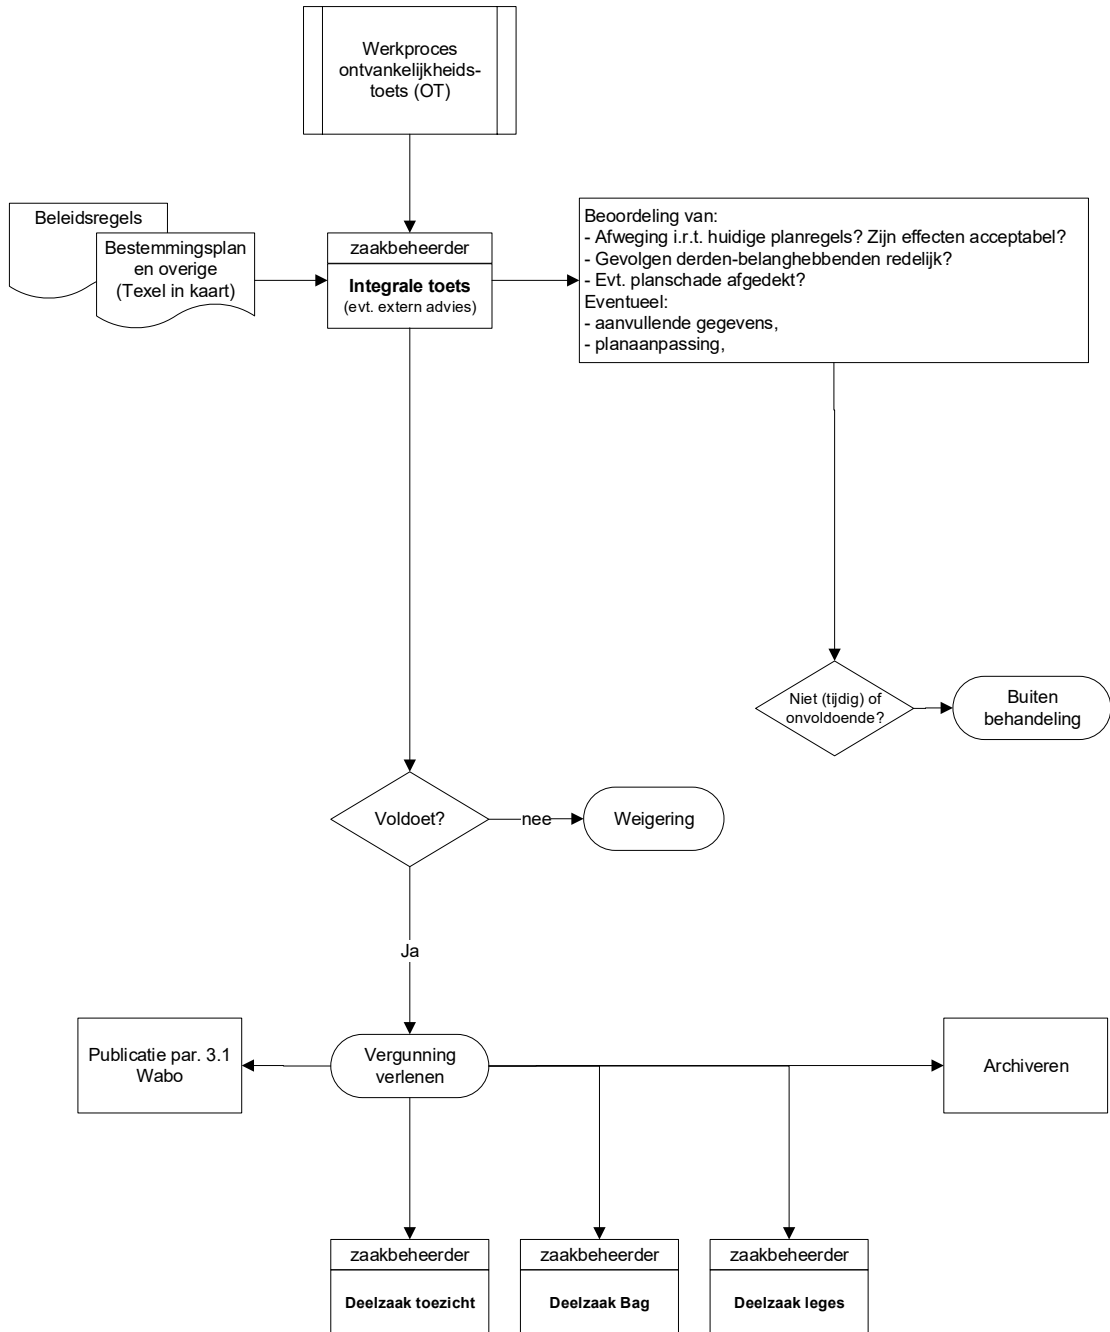 Werkproces
ontvankelijkheids-
toets (OT)
Beleidsregels
Bestemmingsplan
en overige
(Texel in kaart)
zaakbeheerder
Integrale toets
(evt. extern advies)
Beoordeling van:
- Afweging i.r.t. huidige planregels? Zijn effecten acceptabel?
- Gevolgen derden-belanghebbenden redelijk?
- Evt. planschade afgedekt?
Eventueel:
- aanvullende gegevens,
- planaanpassing,
Niet (tijdig) of
onvoldoende?
Buiten
behandeling
Voldoet?
nee
Weigering
Ja
Publicatie par. 3.1
Wabo
Vergunning
verlenen
Archiveren
zaakbeheerder
Deelzaak toezicht
zaakbeheerder
Deelzaak Bag
zaakbeheerder
Deelzaak leges